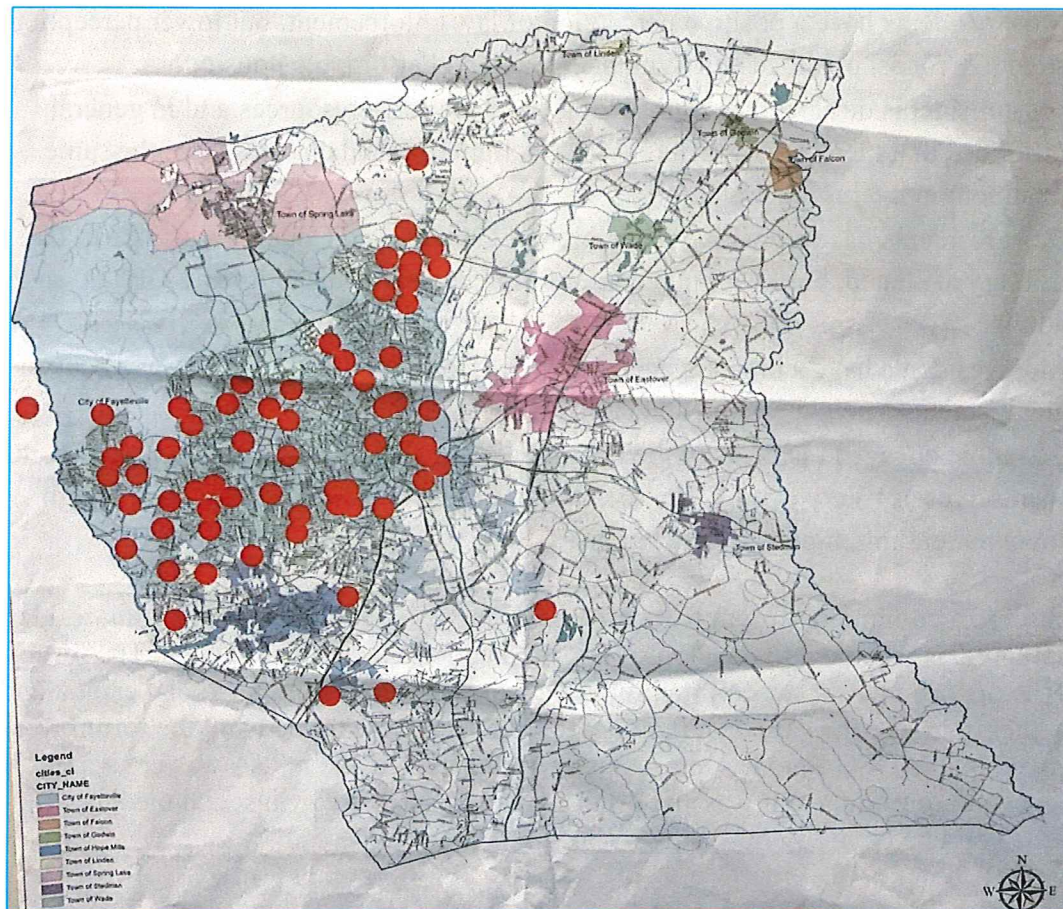 Town of Linden
Town of Godwin
Town of Falcon
Town of Spring Lake
Town of Wade
Town of Eastover
City of Fayetteville
Town of Stedman
Legend
cities_cl
CITY_NAME
City of Fayetteville
Town of Eastover
Town of Falcon
Town of Godwin
Town of Hope Mills
Town of Linden
Town of Spring Lake
Town of Stedman
Town of Wade
N
W E